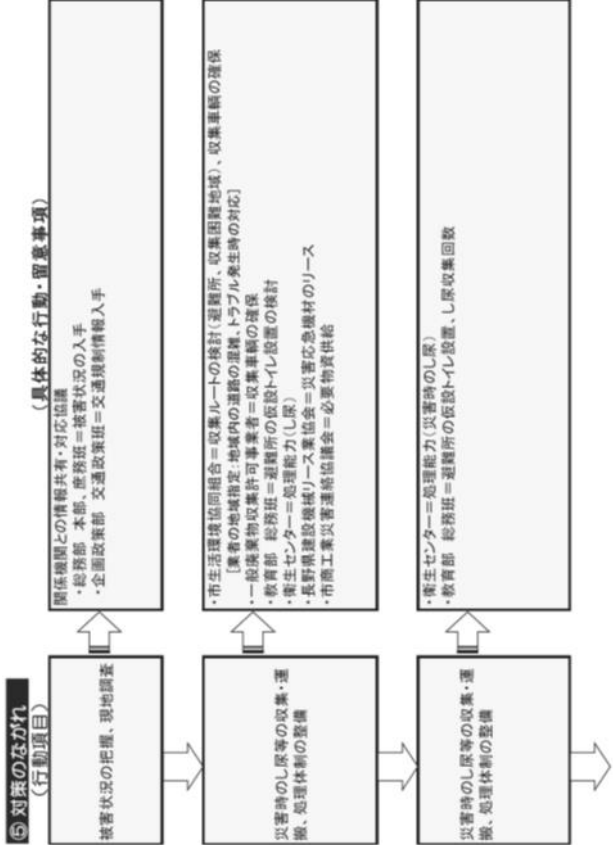 ⑤ 対策のながれ
(行動項目)
(具体的な行動・留意事項)
被害状況の把握、現地調査
関係機関との情報共有・対応協議
・総務部 本部、庶務班＝被害状況の入手
・企画政策部 交通政策班＝交通規制情報入手
災害時のし尿等の収集・運
搬、処理体制の整備
・市生活環境協同組合＝収集ルートの検討(避難所、収集困難地域)、収集車輌の確保
[業者の地域指定:地域内の道路の混雑、トラブル発生時の対応]
・一般廃棄物収集許可事業者＝収集車輌の確保
・教育部 総務班＝避難所の仮設トイレ設置の検討
・衛生センター＝処理能力(し尿)
・長野県建設機械リース業協会＝災害応急機材のリース
・市商工業災害連絡協議会＝必要物資供給
災害時のし尿等の収集・運
搬、処理体制の整備
・衛生センター＝処理能力(災害時のし尿)
・教育部 総務班＝避難所の仮設トイレ設置、し尿収集回数